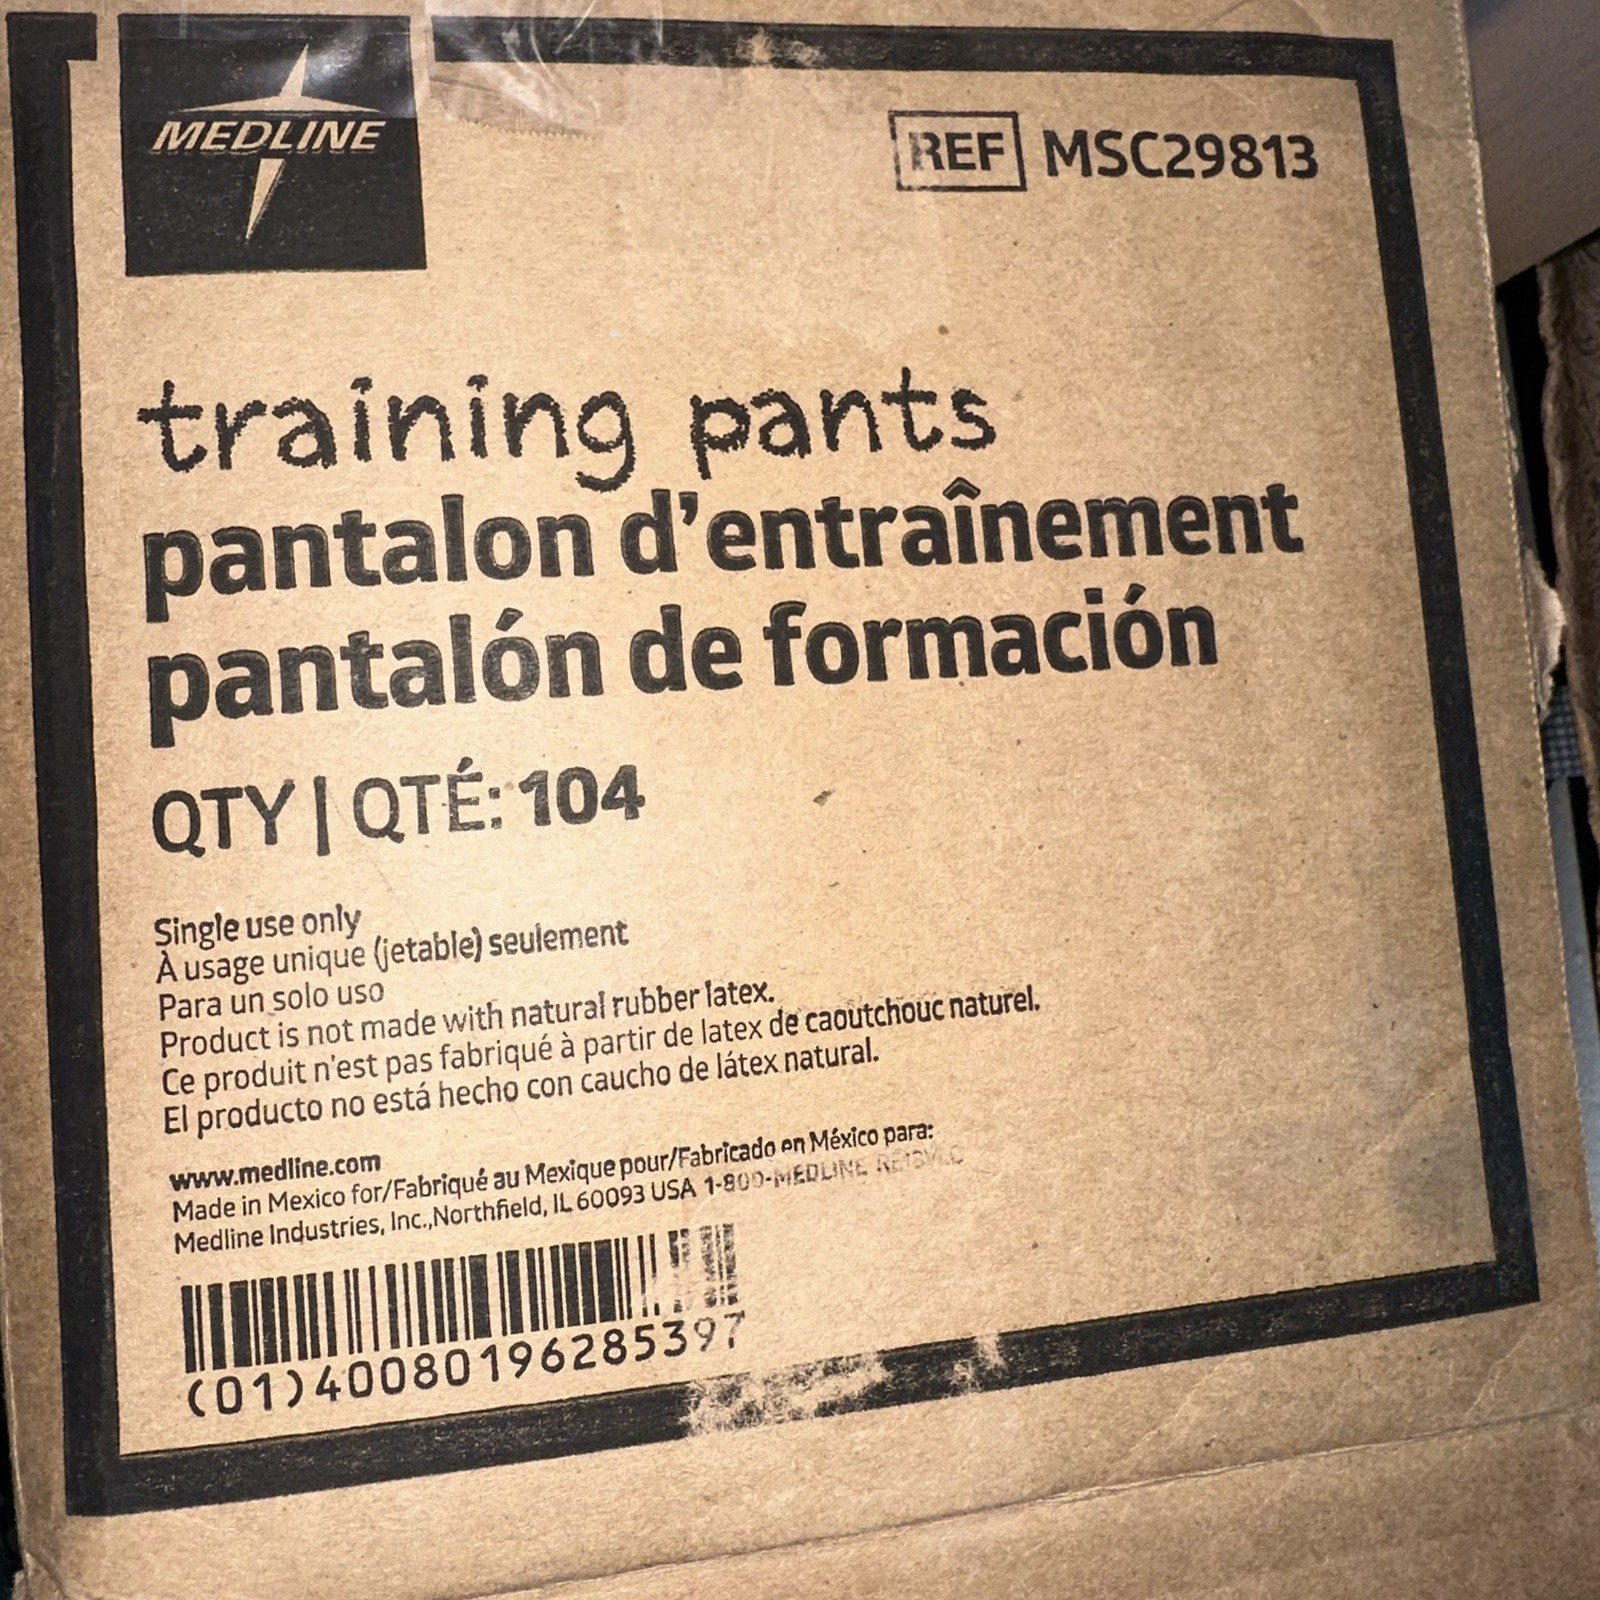 MEDLINE
REF MSC29813
training pants
pantalon d'entraînement
pantalón de formación
QTY | QTÉ: 104
Single use only
À usage unique (jetable) seulement
Para un solo uso
Product is not made with natural rubber latex.
Ce produit n'est pas fabriqué à partir de latex de caoutchouc naturel.
El producto no está hecho con caucho de látex natural.
www.medline.com
Made in Mexico for/Fabriqué au Mexique pour/Fabricado en México para:
Medline Industries, Inc.,Northfield, IL 60093 USA 1-800-MEDLINE
(01)40080196285397